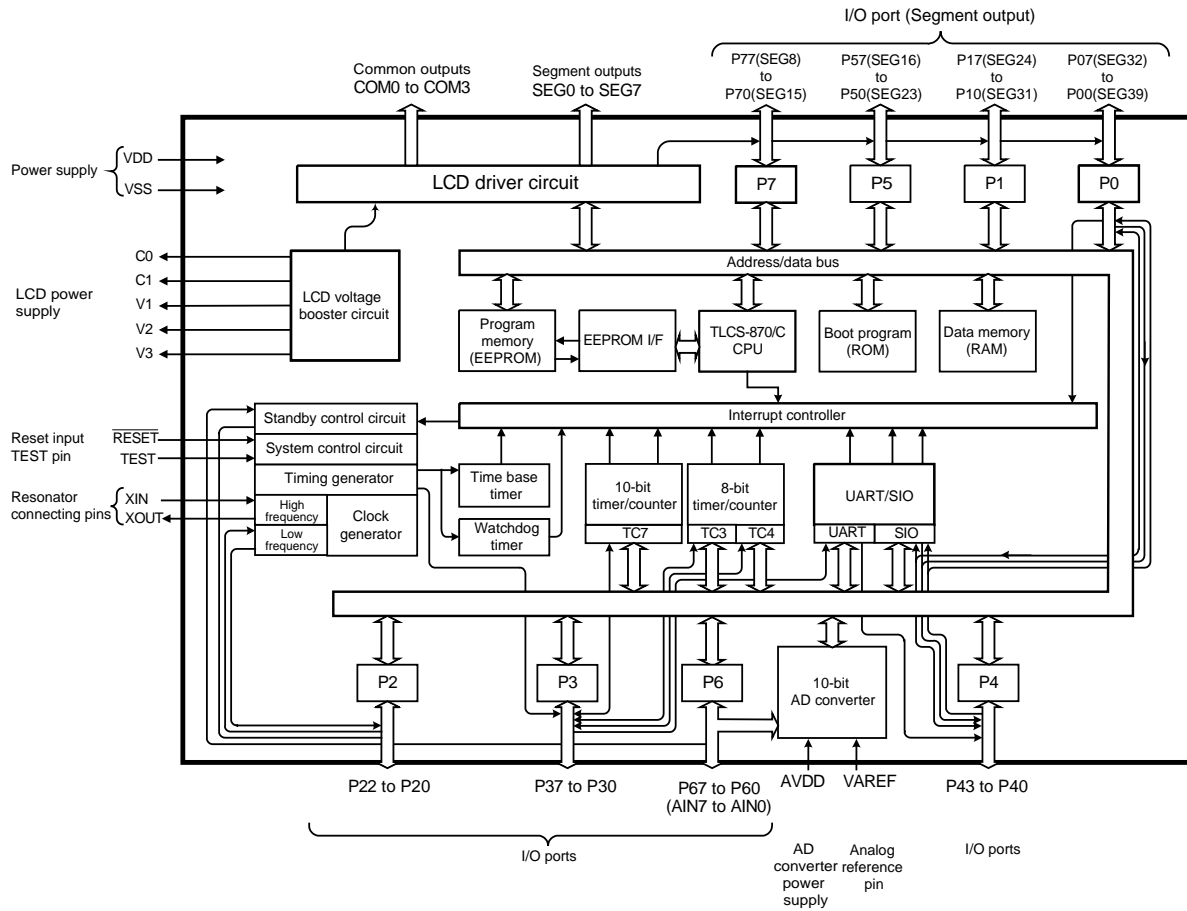 I/O port (Segment output)
Common outputs
COM0 to COM3
Segment outputs
SEG0 to SEG7
P77(SEG8)
to
P70(SEG15)
P57(SEG16)
to
P50(SEG23)
P17(SEG24)
to
P10(SEG31)
P07(SEG32)
to
P00(SEG39)
Power supply
VDD
VSS
LCD driver circuit
P7
P5
P1
P0
LCD power
supply
C0
C1
V1
V2
V3
LCD voltage
booster circuit
Address/data bus
Program
memory
(EEPROM)
EEPROM I/F
TLCS-870/C
CPU
Boot program
(ROM)
Data memory
(RAM)
Interrupt controller
Reset input
TEST pin
RESET
TEST
Resonator
connecting pins
XIN
XOUT
Standby control circuit
System control circuit
Timing generator
High
frequency
Low
frequency
Clock
generator
Time base
timer
Watchdog
timer
10-bit
timer/counter
TC7
8-bit
timer/counter
TC3
TC4
UART/SIO
UART
SIO
P2
P3
P6
10-bit
AD converter
P4
P22 to P20
P37 to P30
P67 to P60
(AIN7 to AIN0)
AVDD
VAREF
P43 to P40
I/O ports
AD
converter
power
supply
Analog
reference
pin
I/O ports